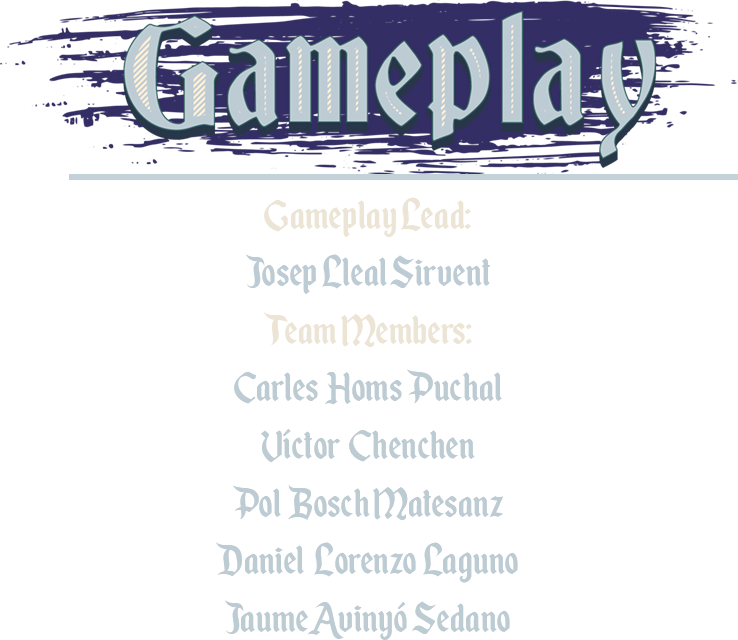 Gameplay
Gameplay Lead:
Josep Lleal Sirvent
Team Members:
Carles Homs Puchal
Víctor Chenchen
Pol Bosch Matesanz
Daniel Lorenzo Laguno
Jaume Avinyó Sedano